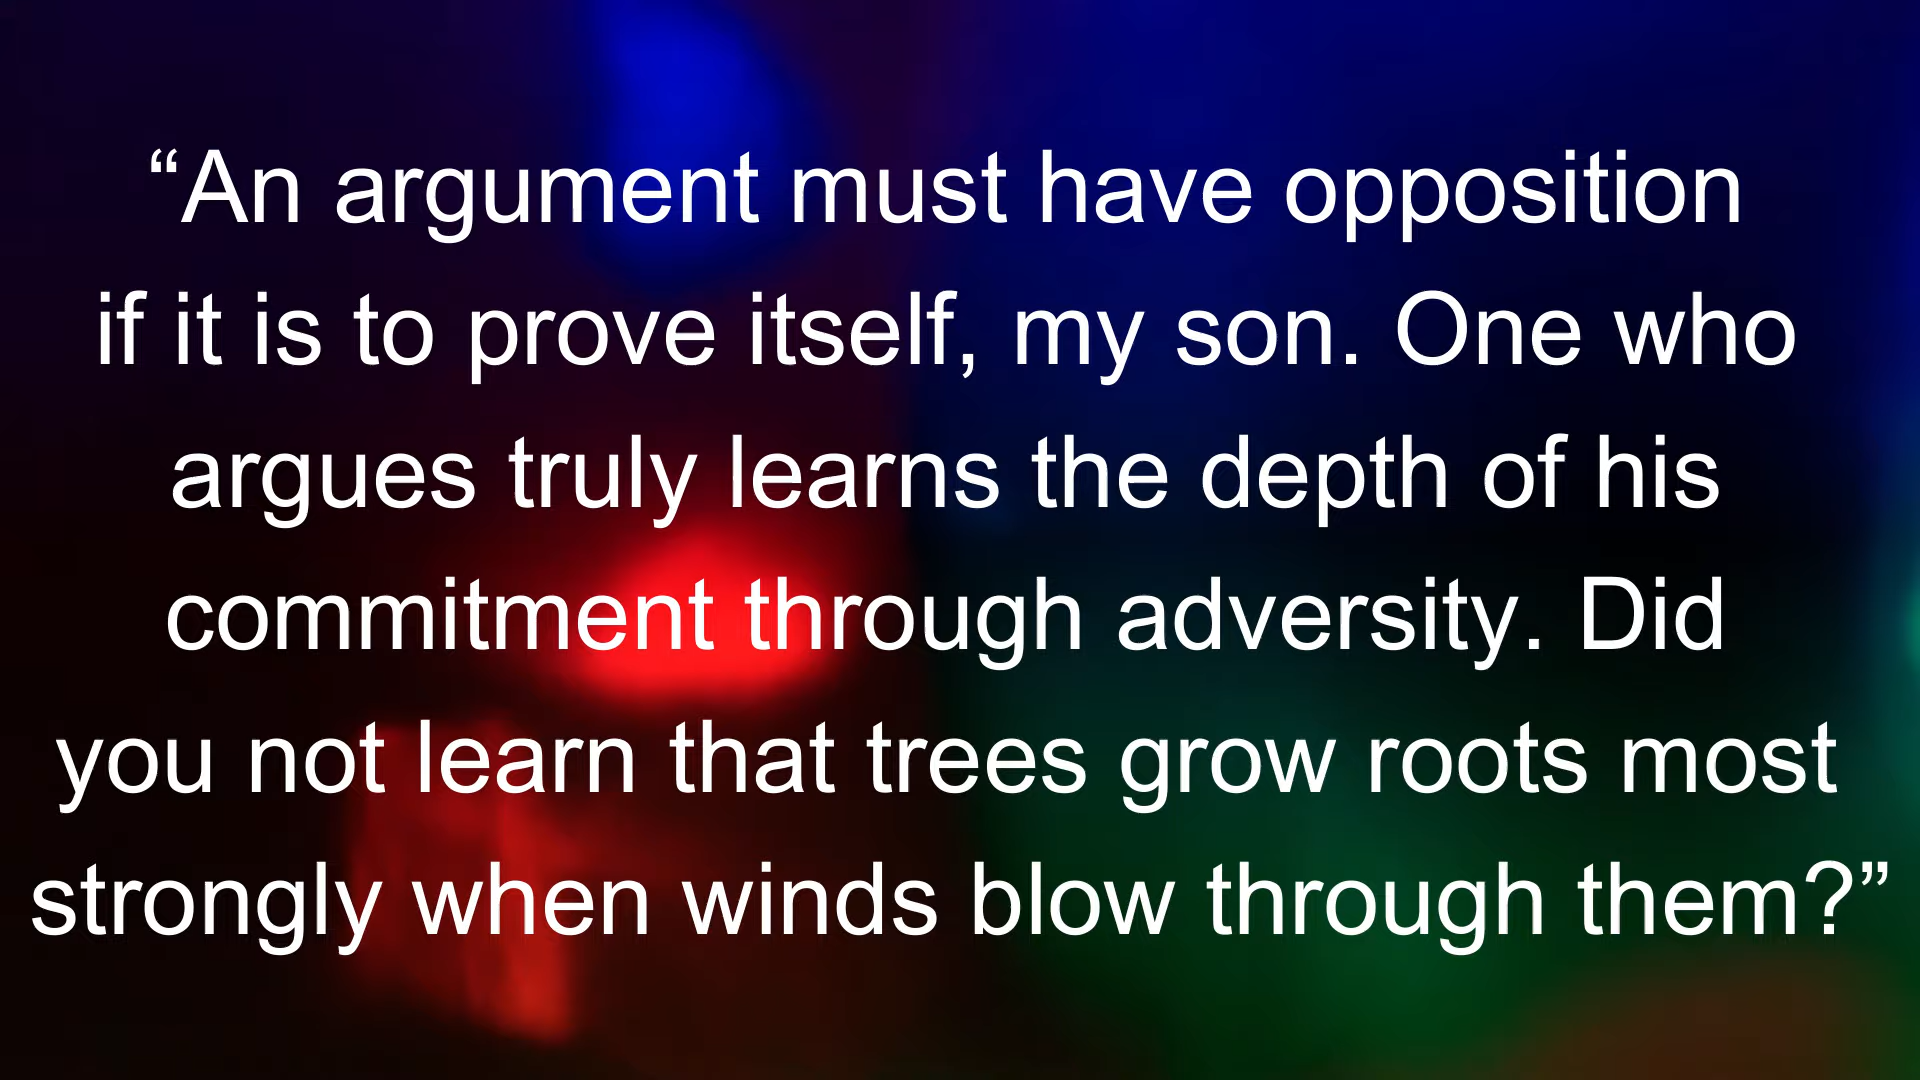 “An argument must have opposition
if it is to prove itself, my son. One who
argues truly learns the depth of his
commitment through adversity. Did
you not learn that trees grow roots most
strongly when winds blow through them?”